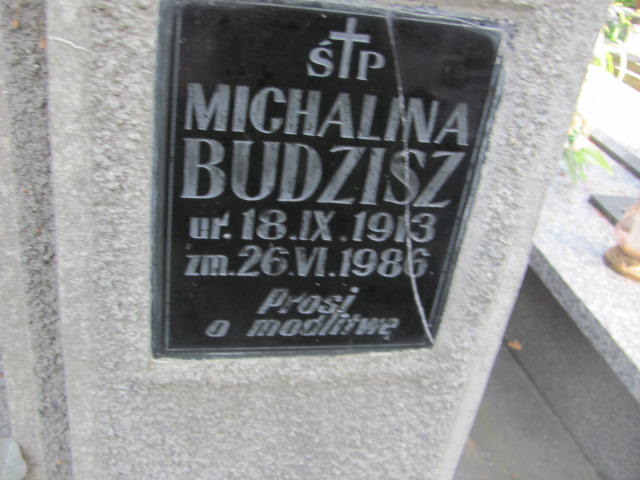 ŚP
MICHALINA
BUDZISZ
ur. 18.IX.1913
zm.26.VI.1986
Prosi
o modlitwę